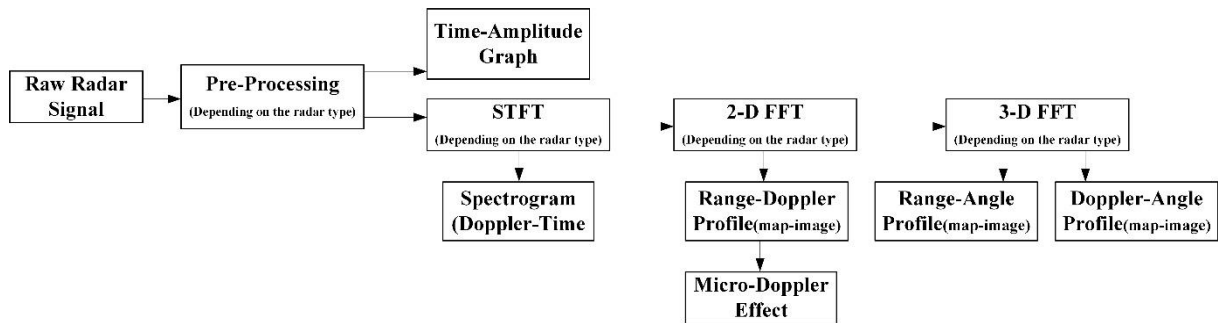 Time-Amplitude
Graph
Raw Radar
Signal
Pre-Processing
(Depending on the radar type)
STFT
(Depending on the radar type)
2-D FFT
(Depending on the radar type)
3-D FFT
(Depending on the radar type)
Spectrogram
(Doppler-Time
Range-Doppler
Profile(map-image)
Range-Angle
Profile(map-image)
Doppler-Angle
Profile(map-image)
Micro-Doppler
Effect